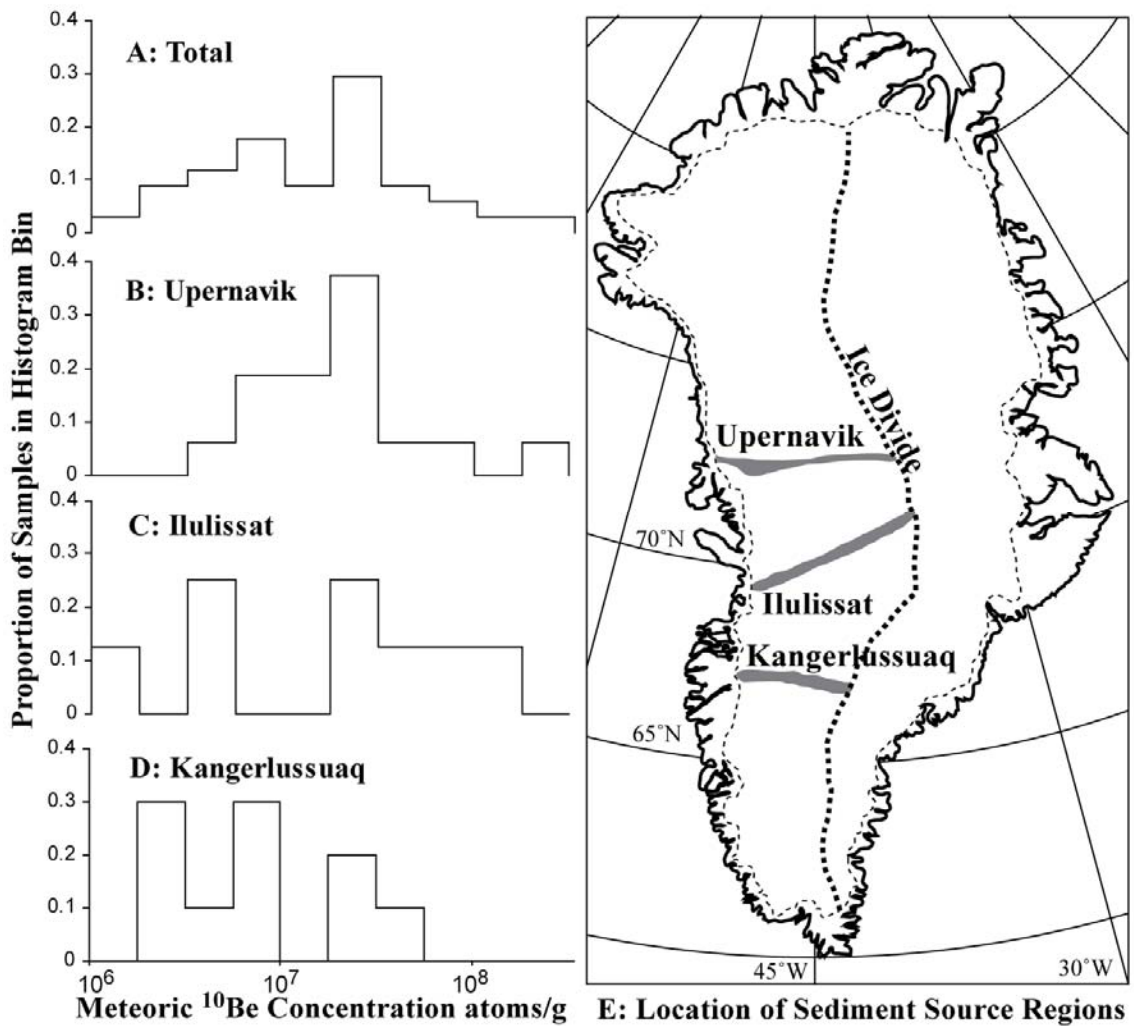 Proportion of Samples in Histogram Bin
0.4
A: Total
0.3
0.2
0.1
0
B: Upernavik
0.4
0.3
0.2
0.1
0
C: Ilulissat
0.4
0.3
0.2
0.1
0
D: Kangerlussuaq
0.4
0.3
0.2
0.1
0
10⁶
10⁷
10⁸
Meteoric ¹⁰Be Concentration atoms/g
Ice Divide
Upernavik
70˚N
Ilulissat
Kangerlussuaq
65˚N
45˚W
30˚W
E: Location of Sediment Source Regions